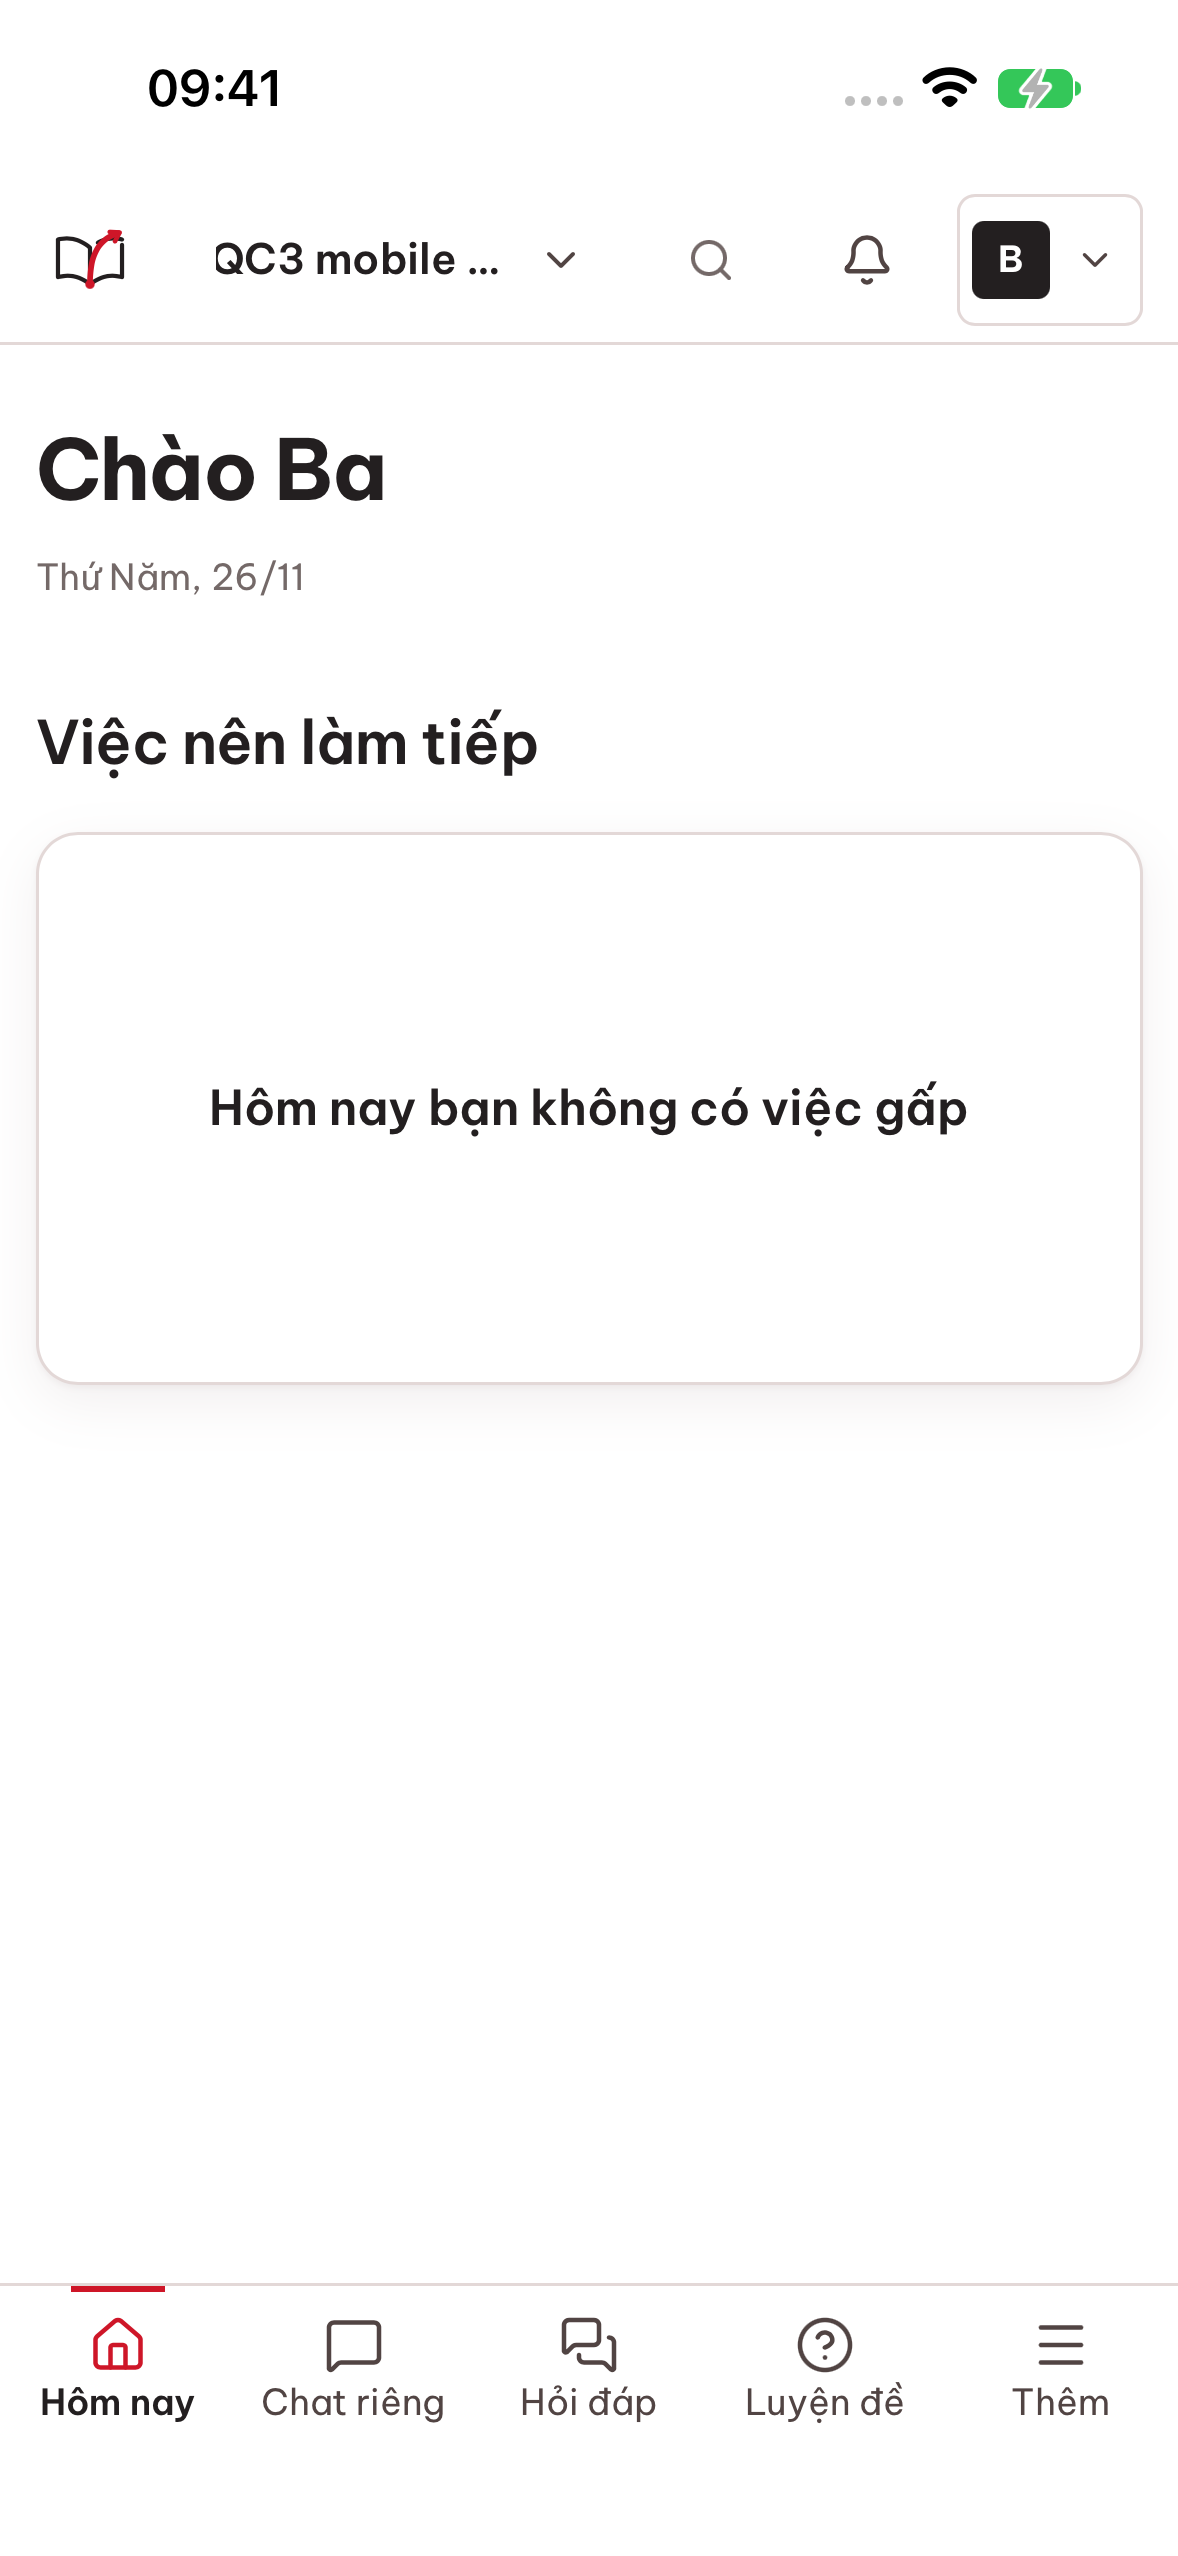 09:41
QC3 mobile ...
B
Chào Ba
Thứ Năm, 26/11
Việc nên làm tiếp
Hôm nay bạn không có việc gấp
Hôm nay
Chat riêng
Hỏi đáp
Luyện đề
Thêm